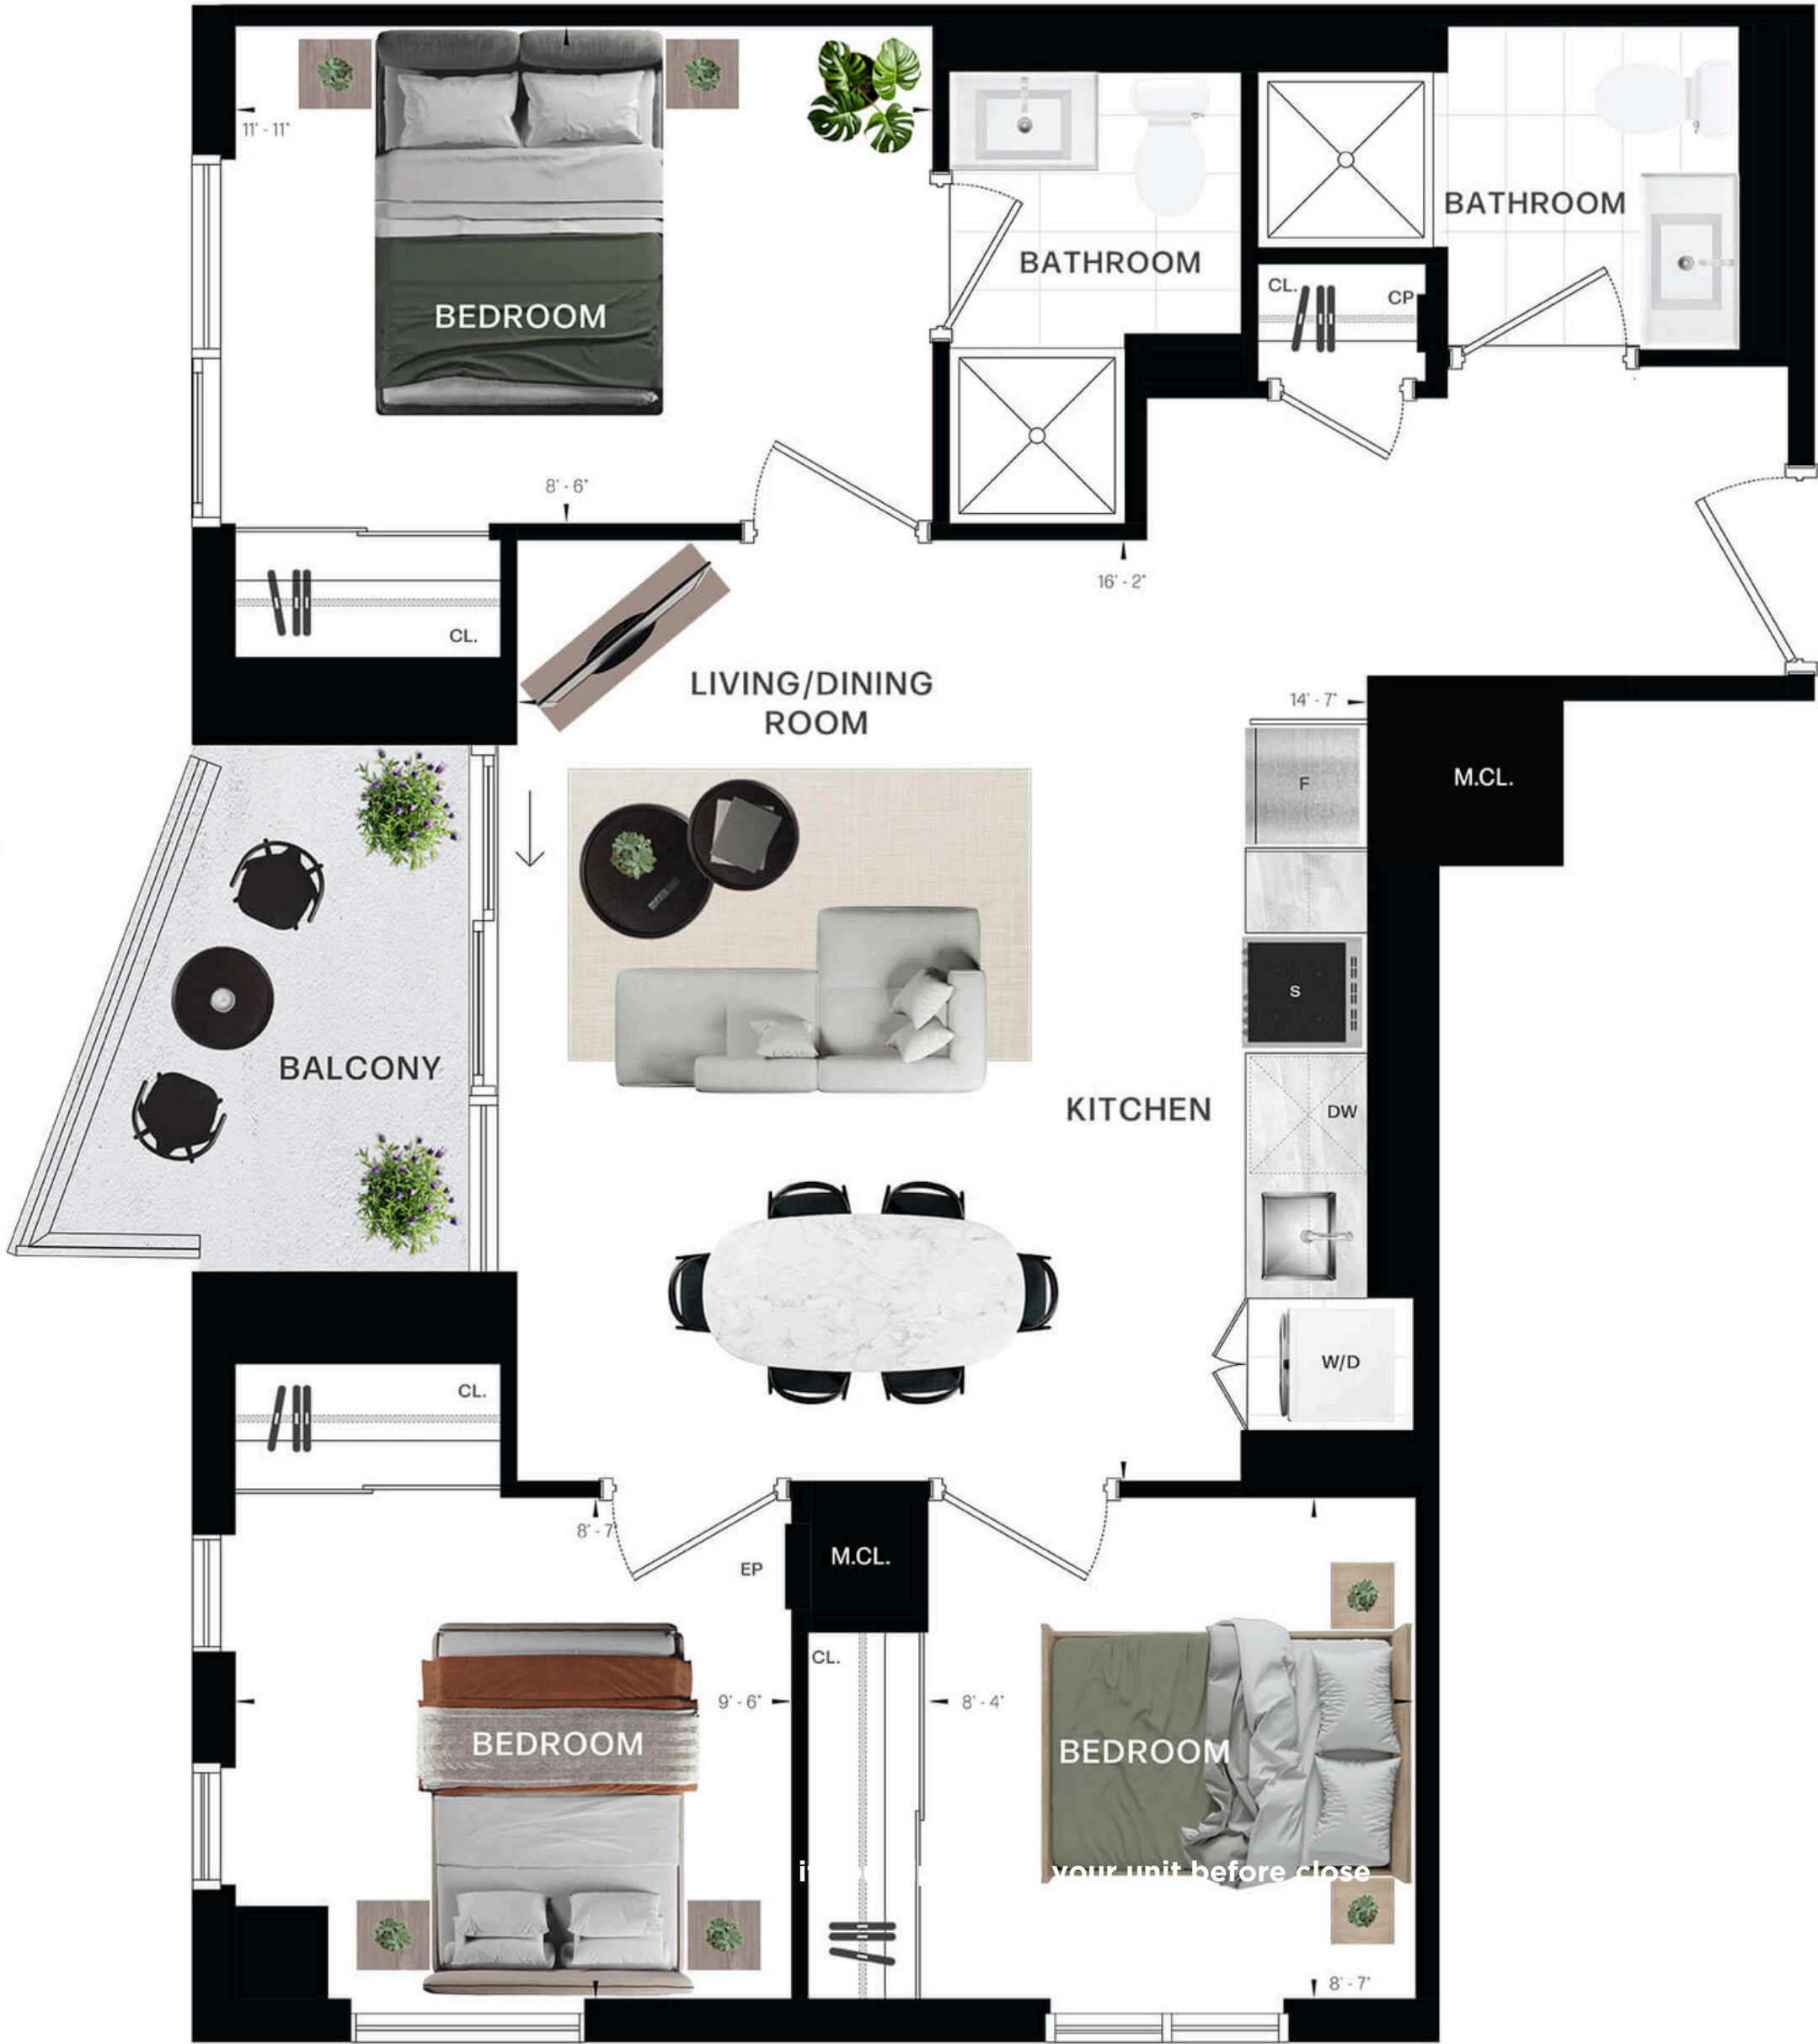 11' - 11"
BEDROOM
BATHROOM
BATHROOM
CL.
CP
8' - 6"
16' - 2"
CL.
LIVING/DINING
ROOM
14' - 7"
F
M.CL.
S
BALCONY
KITCHEN
DW
W/D
CL.
8' - 7"
EP
M.CL.
CL.
9' - 6"
8' - 4"
BEDROOM
BEDROOM
your unit before close
8' - 7"